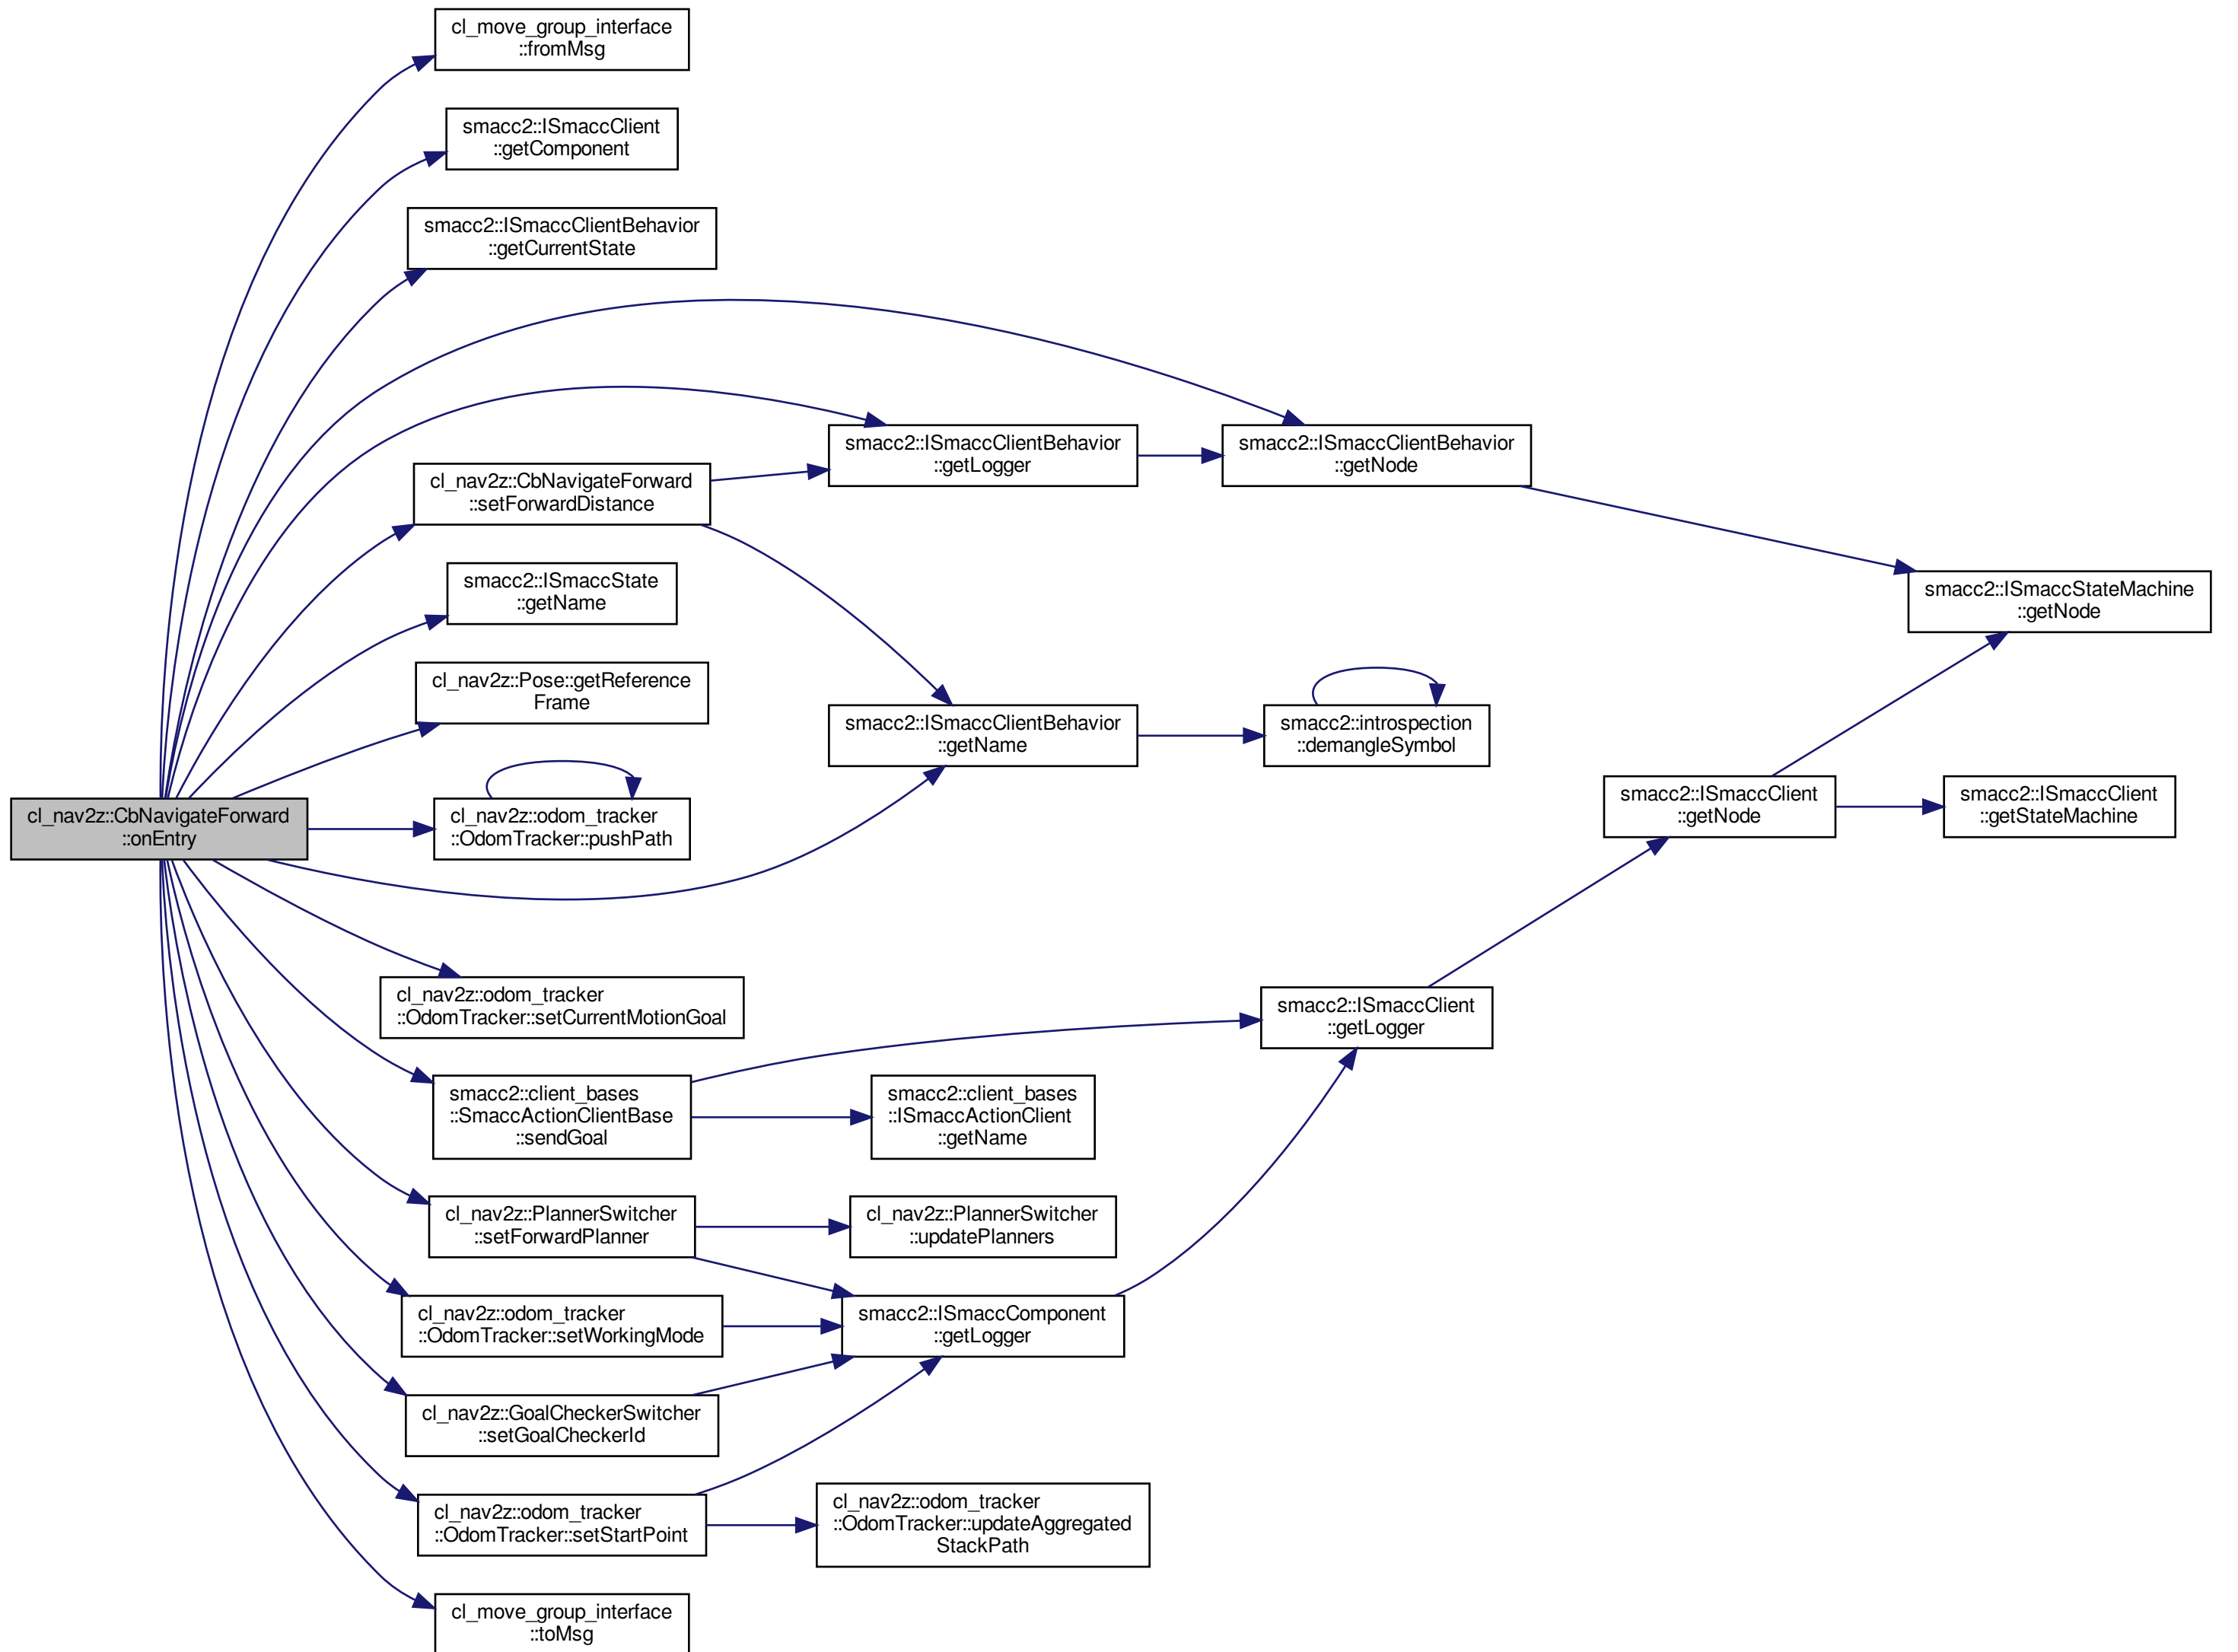 cl_move_group_interface
::fromMsg
smacc2::ISmaccClient
::getComponent
smacc2::ISmaccClientBehavior
::getCurrentState
smacc2::ISmaccClientBehavior
::getLogger
smacc2::ISmaccClientBehavior
::getNode
cl_nav2z::CbNavigateForward
::setForwardDistance
smacc2::ISmaccState
::getName
smacc2::ISmaccStateMachine
::getNode
cl_nav2z::Pose::getReference
Frame
smacc2::ISmaccClientBehavior
::getName
smacc2::introspection
::demangleSymbol
cl_nav2z::CbNavigateForward
::onEntry
cl_nav2z::odom_tracker
::OdomTracker::pushPath
smacc2::ISmaccClient
::getNode
smacc2::ISmaccClient
::getStateMachine
cl_nav2z::odom_tracker
::OdomTracker::setCurrentMotionGoal
smacc2::ISmaccClient
::getLogger
smacc2::client_bases
::SmaccActionClientBase
::sendGoal
smacc2::client_bases
::ISmaccActionClient
::getName
cl_nav2z::PlannerSwitcher
::setForwardPlanner
cl_nav2z::PlannerSwitcher
::updatePlanners
cl_nav2z::odom_tracker
::OdomTracker::setWorkingMode
smacc2::ISmaccComponent
::getLogger
cl_nav2z::GoalCheckerSwitcher
::setGoalCheckerId
cl_nav2z::odom_tracker
::OdomTracker::setStartPoint
cl_nav2z::odom_tracker
::OdomTracker::updateAggregated
StackPath
cl_move_group_interface
::toMsg